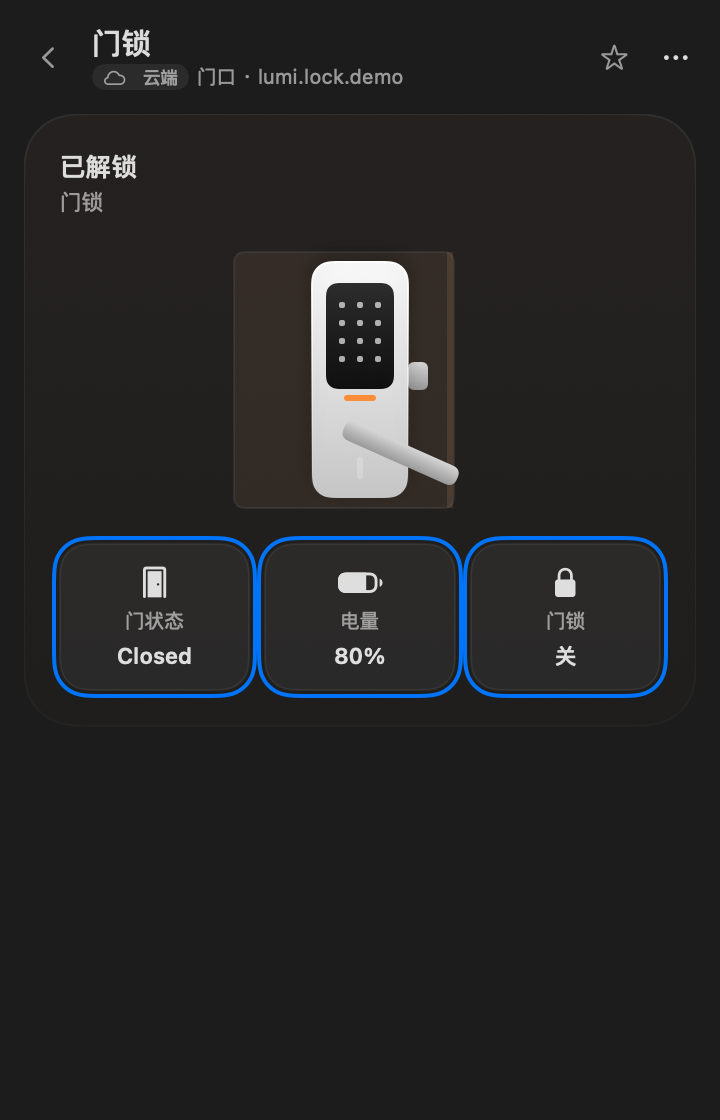 门锁
云端 门口 · lumi.lock.demo
已解锁
门锁
门状态 电量 门锁
Closed 80% 关